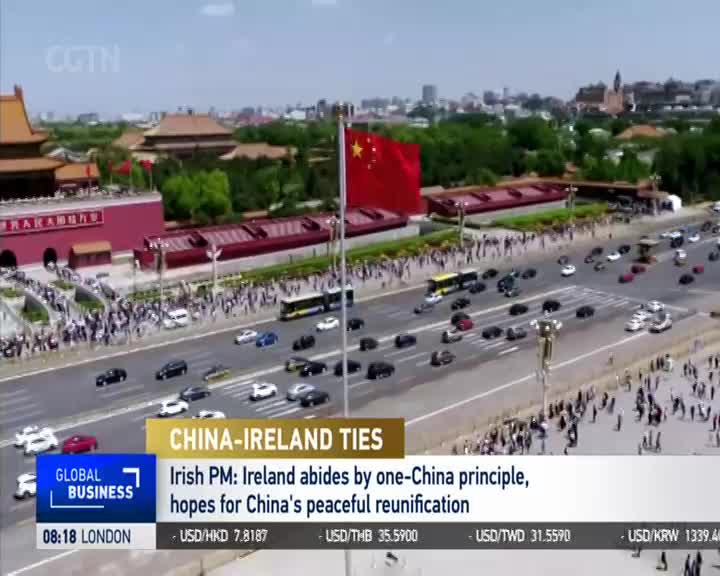 CGTN
CHINA-IRELAND TIES
GLOBAL
BUSINESS
Irish PM: Ireland abides by one-China principle,
hopes for China's peaceful reunification
08:18 LONDON
- USD/HKD 7.8187 - USD/THB 35.5900 - USD/TWD 31.5590 - USD/KRW 1339.4